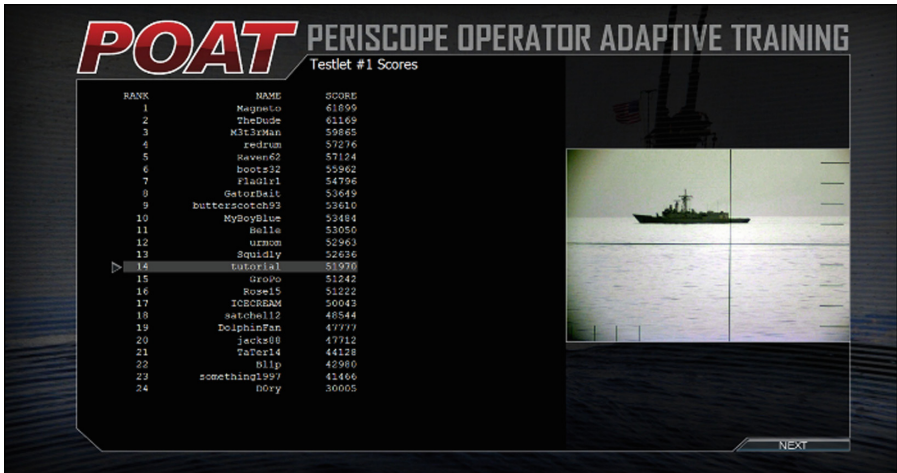 POAT PERISCOPE OPERATOR ADAPTIVE TRAINING
Testlet #1 Scores
RANK NAME SCORE
1 Magneto 61899
2 TheDude 61169
3 M3t3rMan 59865
4 redrum 57276
5 Raven62 57124
6 boots32 55962
7 FlaGirl 54796
8 GatorBait 53649
9 butterscotch93 53610
10 MyBoyBlue 53484
11 Belle 53050
12 urmom 52963
13 Squidly 52636
14 tutorial 51970
15 GroPo 51242
16 Rose15 51222
17 ICECREAM 50043
18 satchel12 48544
19 DolphinFan 47777
20 jacks88 47712
21 TaTer14 44128
22 Blip 42980
23 something1997 41466
24 D0ry 30005
NEXT